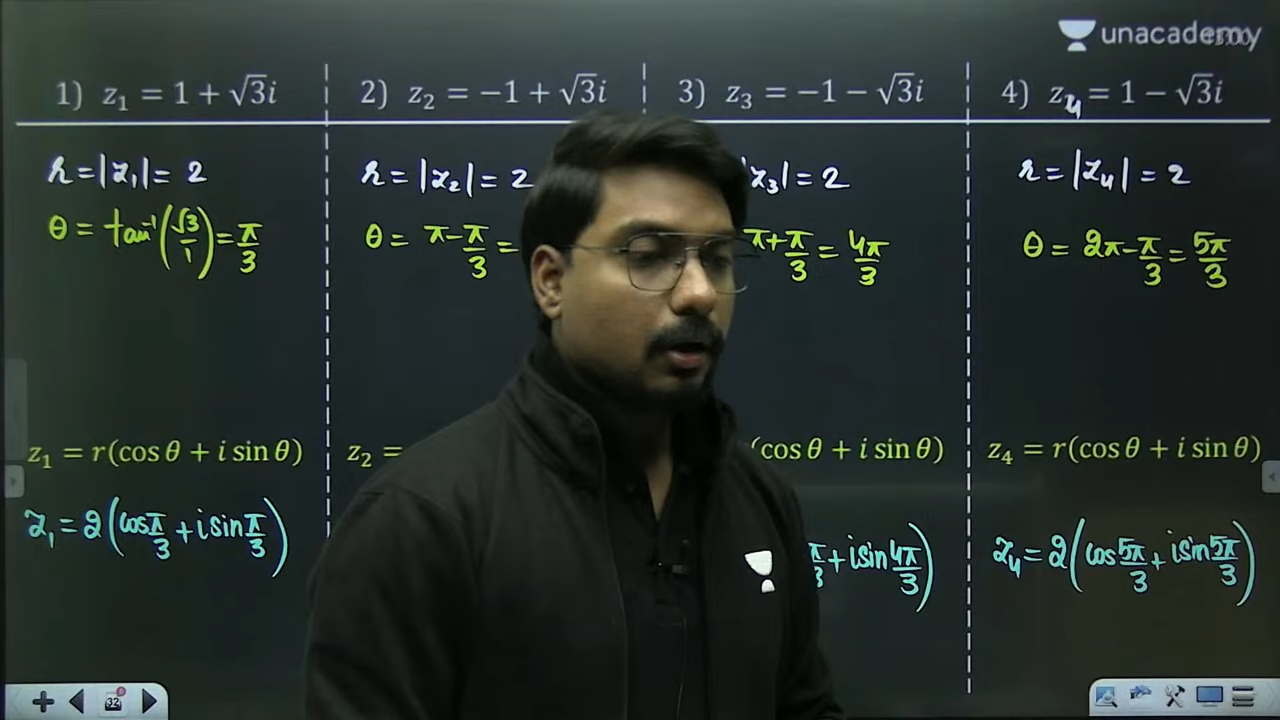 unacademy
1) z₁ = 1 + √3i
2) z₂ = −1 + √3i
3) z₃ = −1 − √3i
4) z₄ = 1 − √3i
r = |z₁| = 2
r = |z₂| = 2
z₃| = 2
r = |z₄| = 2
θ = tan⁻¹(√3/1) = π/3
θ = π − π/3 =
π + π/3 = 4π/3
θ = 2π − π/3 = 5π/3
z₁ = r(cos θ + i sin θ)
z₂ =
(cos θ + i sin θ)
z₄ = r(cos θ + i sin θ)
z₁ = 2(cos π/3 + i sin π/3)
π/3 + i sin 4π/3)
z₄ = 2(cos 5π/3 + i sin 5π/3)
32